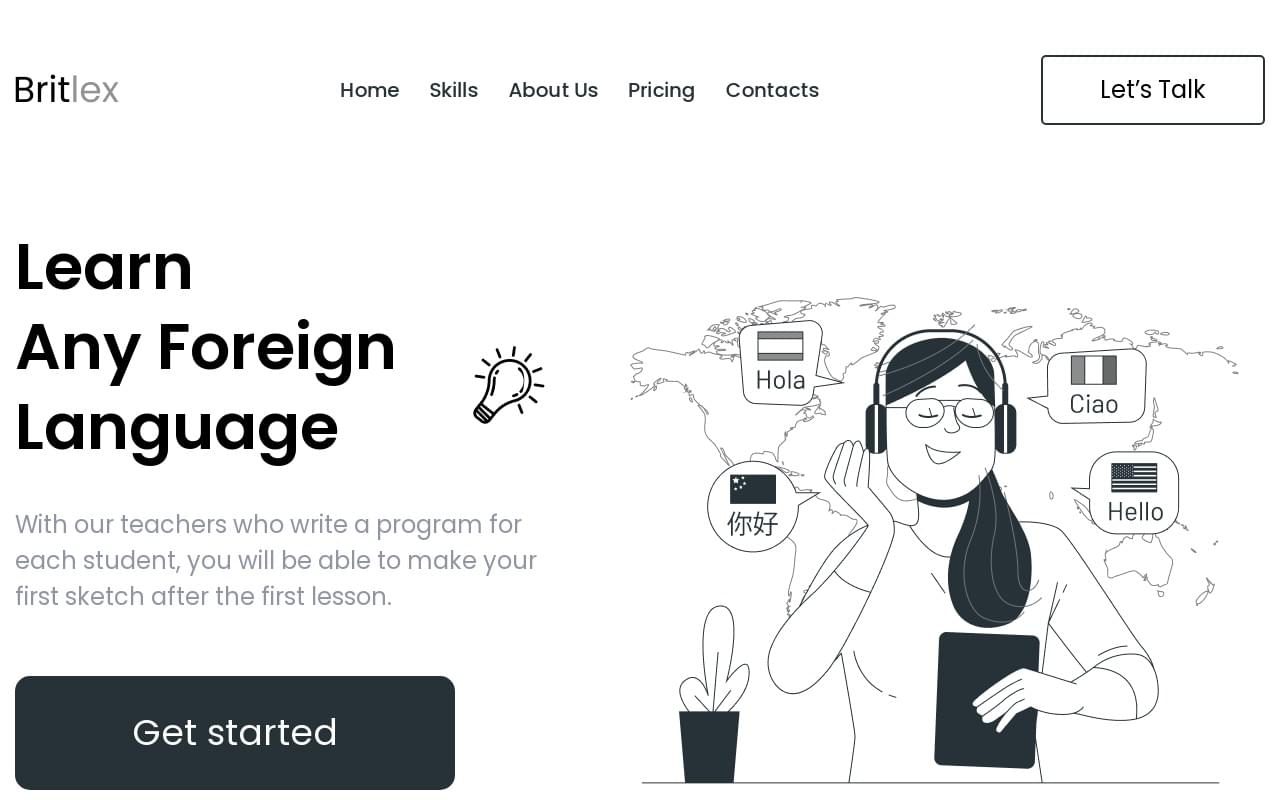 Britlex
Home
Skills
About Us
Pricing
Contacts
Let’s Talk
Learn
Any Foreign
Language
With our teachers who write a program for
each student, you will be able to make your
first sketch after the first lesson.
Get started
Hola
Ciao
你好
Hello